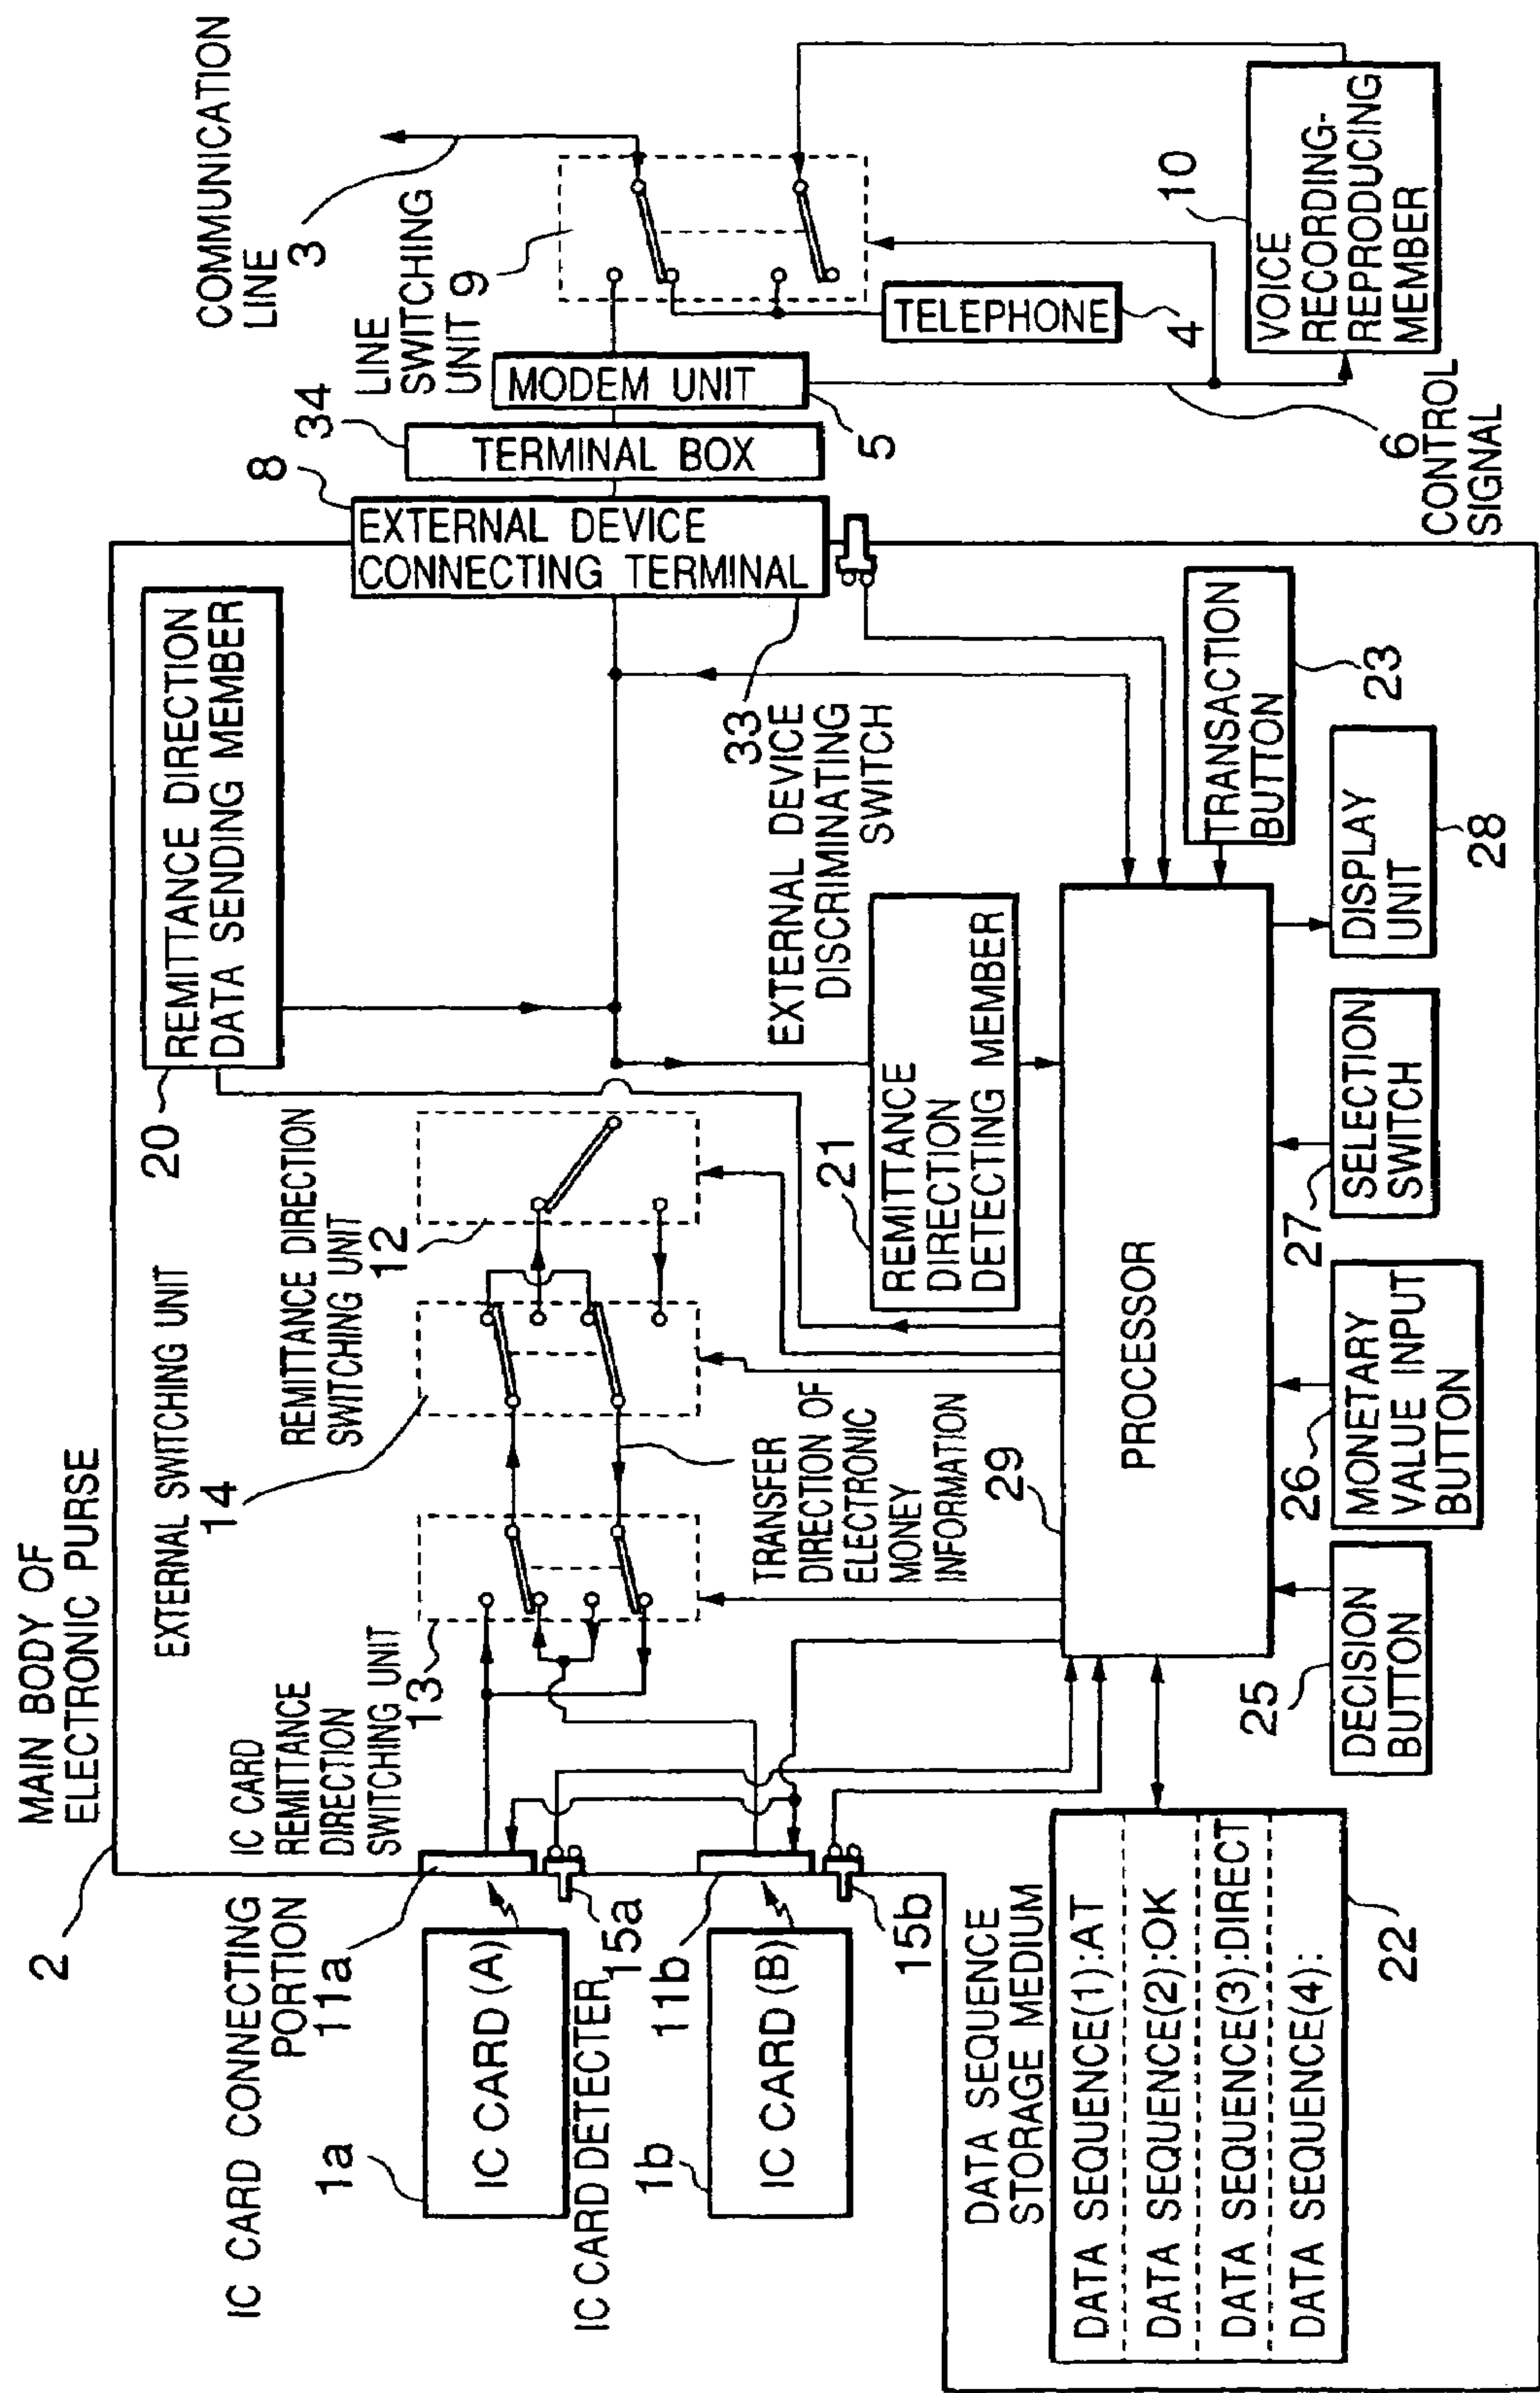 MAIN BODY OF
ELECTRONIC PURSE
2
IC CARD CONNECTING
PORTION
11a
1a
IC CARD (A)
IC CARD DETECTER
15a
1b
11b
IC CARD (B)
15b
IC CARD
REMITTANCE
DIRECTION
SWITCHING UNIT
13
EXTERNAL SWITCHING UNIT
14
REMITTANCE DIRECTION
SWITCHING UNIT
12
20
REMITTANCE DIRECTION
DATA SENDING MEMBER
TRANSFER
DIRECTION OF
ELECTRONIC
MONEY
INFORMATION
21
REMITTANCE
DIRECTION
DETECTING MEMBER
33
EXTERNAL DEVICE
DISCRIMINATING
SWITCH
8
EXTERNAL DEVICE
CONNECTING TERMINAL
34
TERMINAL BOX
MODEM UNIT
5
LINE
SWITCHING
UNIT 9
COMMUNICATION
LINE
3
TELEPHONE
4
10
VOICE
RECORDING-
REPRODUCING
MEMBER
6
CONTROL
SIGNAL
DATA SEQUENCE
STORAGE MEDIUM
DATA SEQUENCE(1):AT
DATA SEQUENCE(2):OK
DATA SEQUENCE(3):DIRECT
DATA SEQUENCE(4):
22
29
PROCESSOR
25
DECISION
BUTTON
26
MONETARY
VALUE INPUT
BUTTON
27
SELECTION
SWITCH
DISPLAY
UNIT
28
TRANSACTION
BUTTON
23